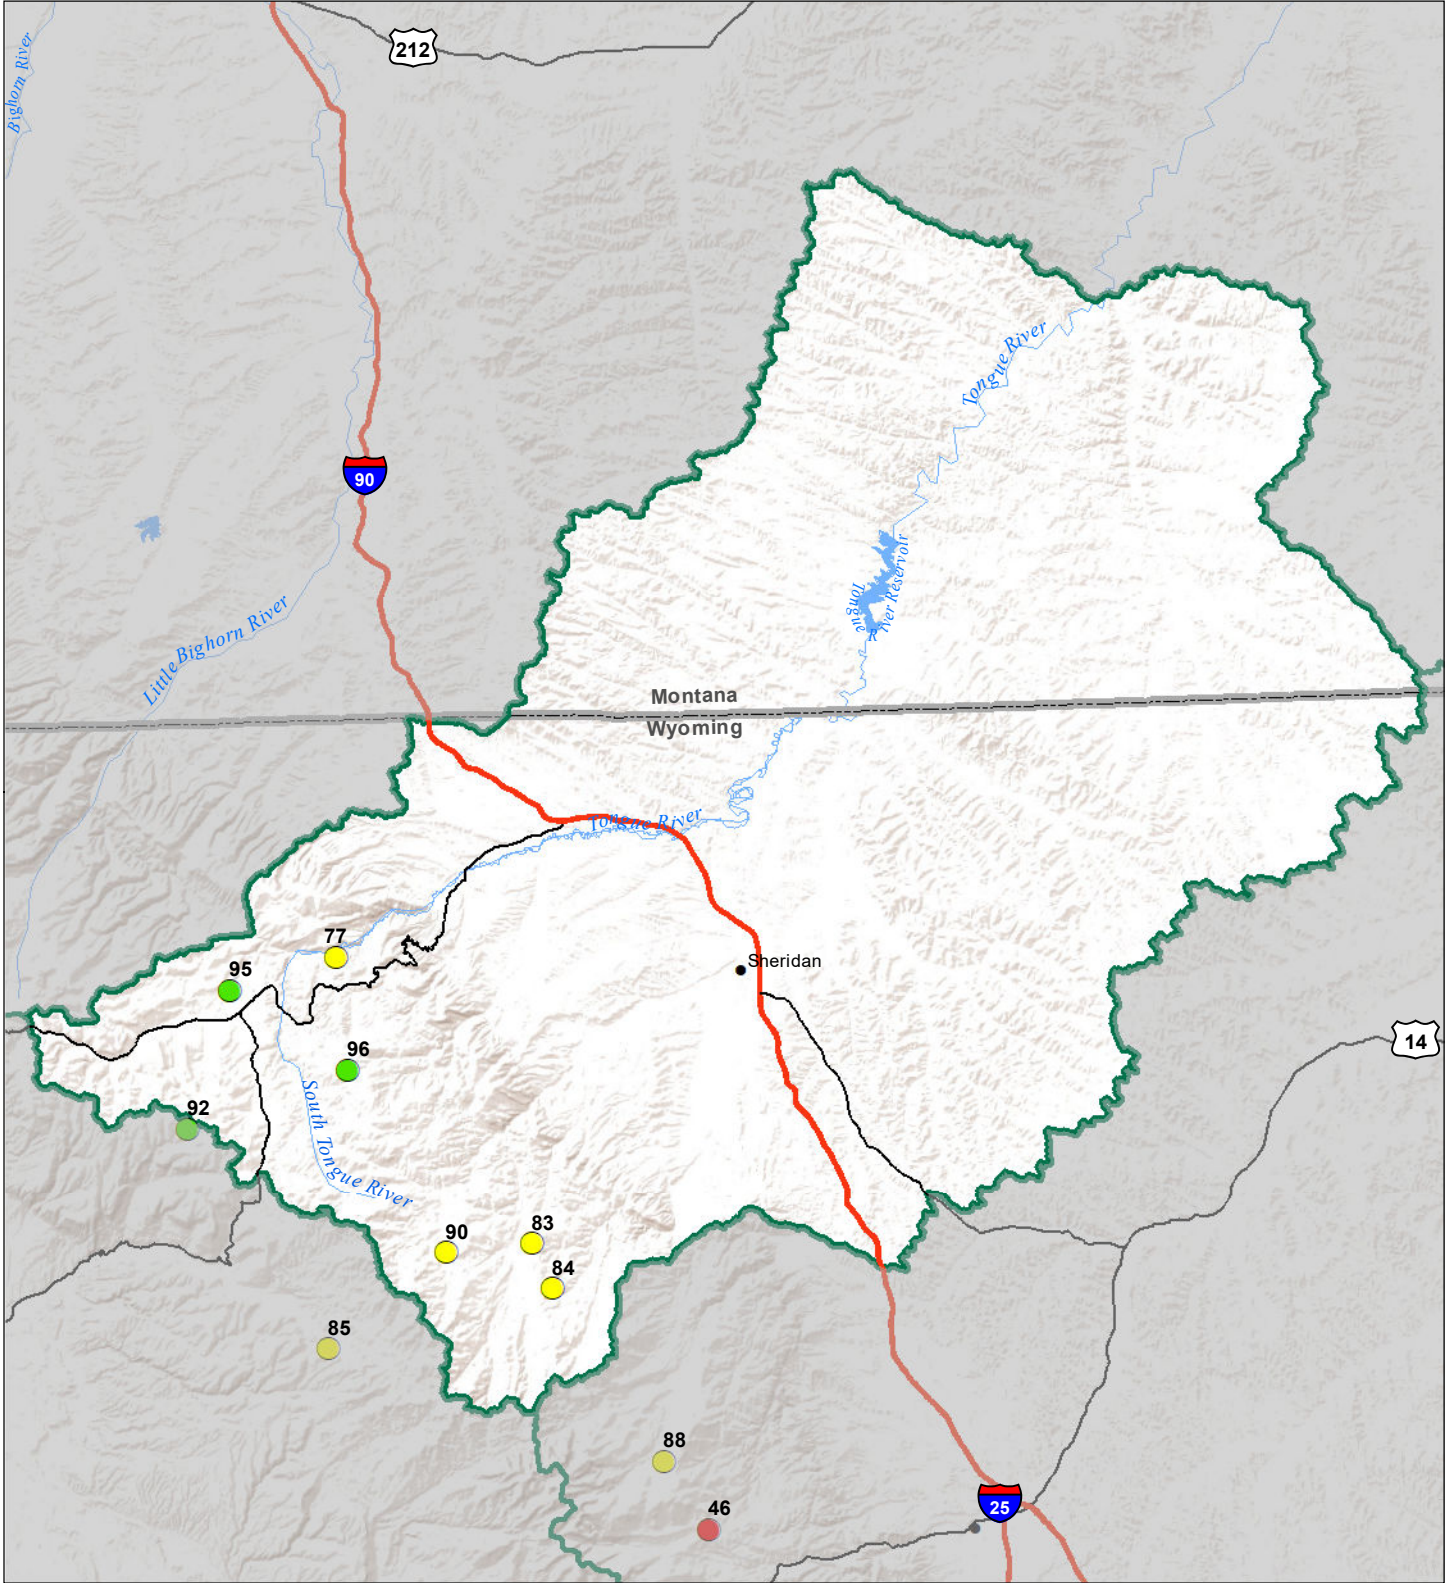 212
Bighorn River
Tongue River
90
Tongue
River Reservoir
Little Bighorn River
Montana
Wyoming
Tongue River
77
Sheridan
95
14
96
92
South Tongue River
90
83
84
85
88
46
25